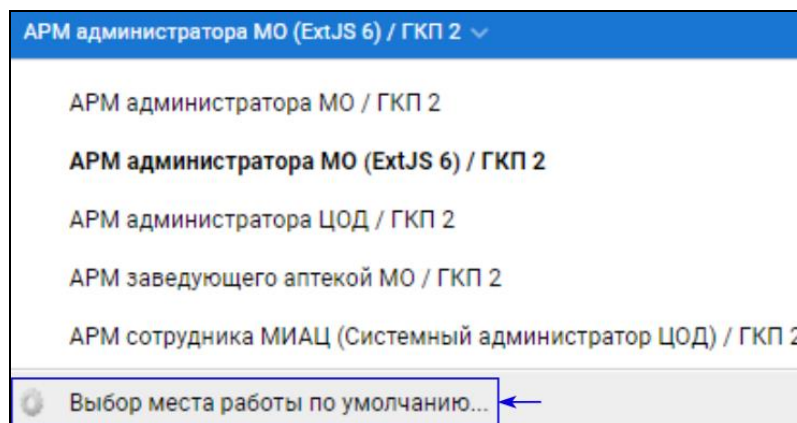 АРМ администратора МО (ExtJS 6) / ГКП 2
АРМ администратора МО / ГКП 2
АРМ администратора МО (ExtJS 6) / ГКП 2
АРМ администратора ЦОД / ГКП 2
АРМ заведующего аптекой МО / ГКП 2
АРМ сотрудника МИАЦ (Системный администратор ЦОД) / ГКП 2
Выбор места работы по умолчанию...